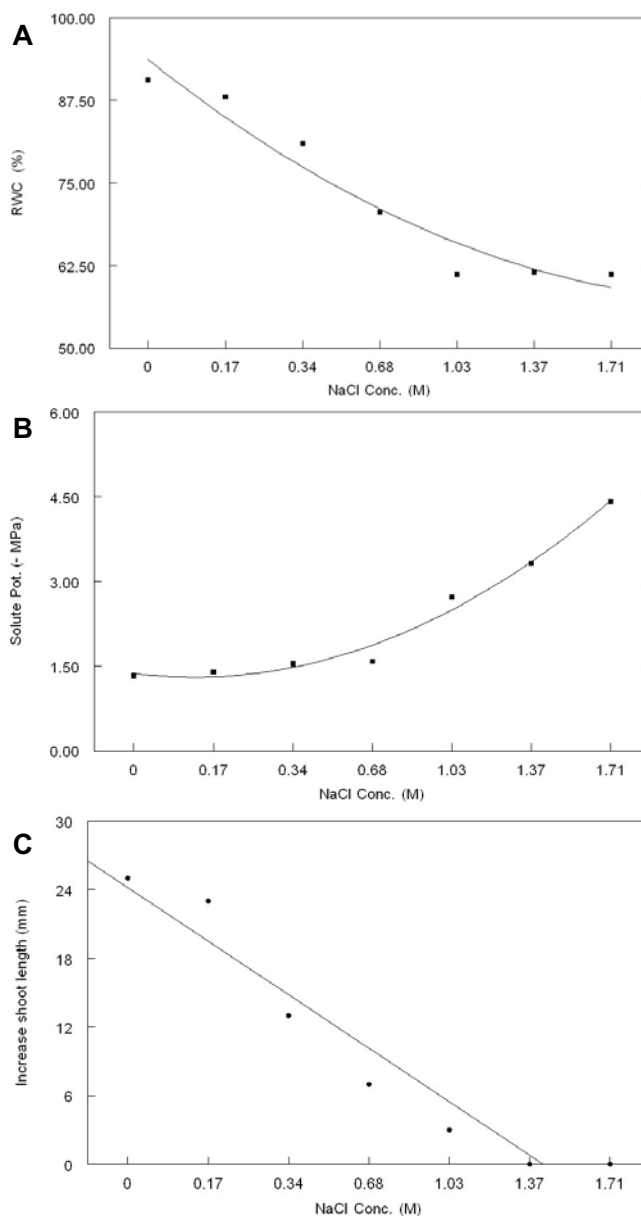 A
100.00
87.50
75.00
62.50
50.00
RWC (%)
0 0.17 0.34 0.68 1.03 1.37 1.71
NaCl Conc. (M)
B
6.00
4.50
3.00
1.50
0.00
Solute Pot. (- MPa)
0 0.17 0.34 0.68 1.03 1.37 1.71
NaCl Conc. (M)
C
30
24
18
12
6
0
Increase shoot length (mm)
0 0.17 0.34 0.68 1.03 1.37 1.71
NaCl Conc. (M)